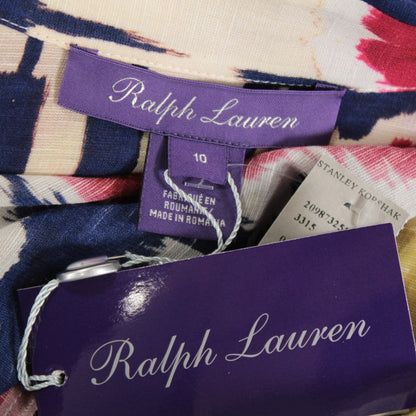 Ralph Lauren
10
FABRIQUÉ EN
ROUMANIE/
MADE IN ROMANIA
STANLEY KORSHAK
3315
Ralph Lauren